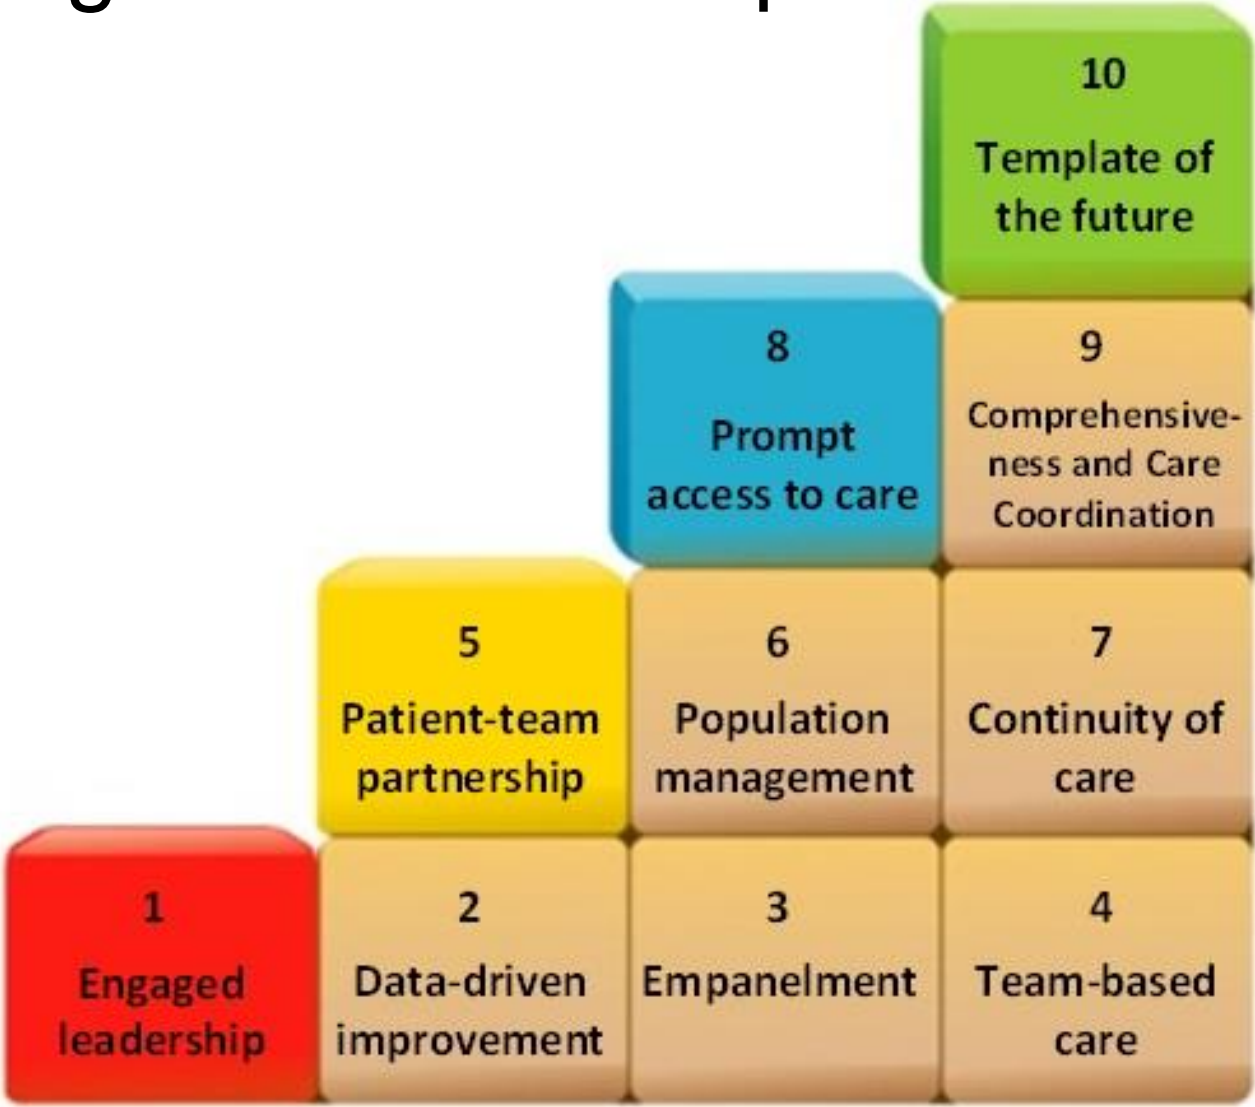 10
Template of
the future
8
Prompt
access to care
9
Comprehensive-
ness and Care
Coordination
5
Patient-team
partnership
6
Population
management
7
Continuity of
care
1
Engaged
leadership
2
Data-driven
improvement
3
Empanelment
4
Team-based
care